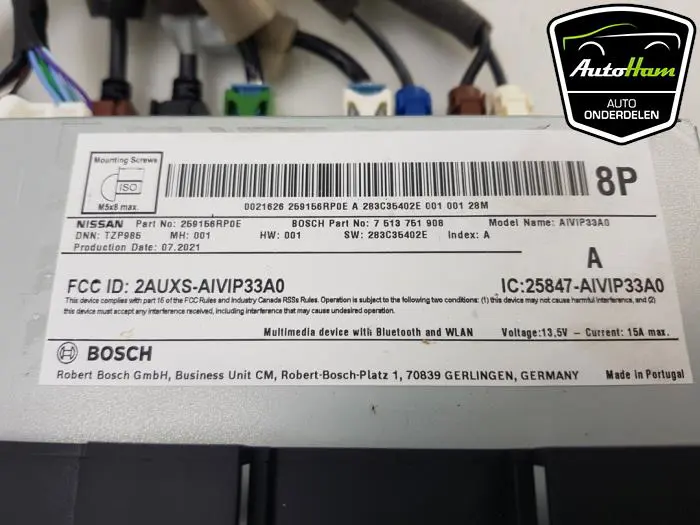 AutoHam
AUTO
ONDERDELEN
Mounting Screws
ISO
M5x8 max.
8P
0021626 259156RP0E A 283C35402E 001 001 28M
NISSAN Part No: 259156RP0E BOSCH Part No: 7 513 751 908 Model Name: AIVIP33A0
DNN: TZP985 MH: 001 HW: 001 SW: 283C35402E Index: A
Production Date: 07.2021
A
FCC ID: 2AUXS-AIVIP33A0 IC:25847-AIVIP33A0
This device complies with part 15 of the FCC Rules and Industry Canada RSSs Rules. Operation is subject to the following two conditions: (1) this device may not cause harmful interference, and (2)
this device must accept any interference received, including interference that may cause undesired operation.
Multimedia device with Bluetooth and WLAN Voltage:13,5V - Current: 15A max.
BOSCH
Robert Bosch GmbH, Business Unit CM, Robert-Bosch-Platz 1, 70839 GERLINGEN, GERMANY Made in Portugal